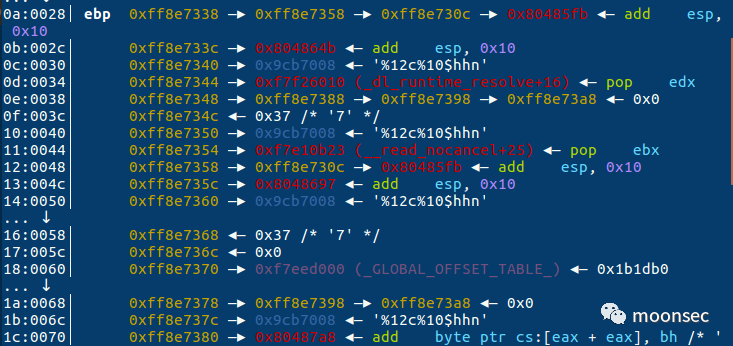 ... ↓
0a:0028│ ebp 0xff8e7338 —▸ 0xff8e7358 —▸ 0xff8e730c —▸ 0x80485fb ◂— add esp,
0x10
0b:002c│ 0xff8e733c —▸ 0x804864b ◂— add esp, 0x10
0c:0030│ 0xff8e7340 —▸ 0x9cb7008 ◂— '%12c%10$hhn'
0d:0034│ 0xff8e7344 —▸ 0xf7f26010 (_dl_runtime_resolve+16) ◂— pop edx
0e:0038│ 0xff8e7348 —▸ 0xff8e7388 —▸ 0xff8e7398 —▸ 0xff8e73a8 ◂— 0x0
0f:003c│ 0xff8e734c ◂— 0x37 /* '7' */
10:0040│ 0xff8e7350 —▸ 0x9cb7008 ◂— '%12c%10$hhn'
11:0044│ 0xff8e7354 —▸ 0xf7e10b23 (__read_nocancel+25) ◂— pop ebx
12:0048│ 0xff8e7358 —▸ 0xff8e730c —▸ 0x80485fb ◂— add esp, 0x10
13:004c│ 0xff8e735c —▸ 0x8048697 ◂— add esp, 0x10
14:0050│ 0xff8e7360 —▸ 0x9cb7008 ◂— '%12c%10$hhn'
... ↓
16:0058│ 0xff8e7368 ◂— 0x37 /* '7' */
17:005c│ 0xff8e736c ◂— 0x0
18:0060│ 0xff8e7370 —▸ 0xf7eed000 (_GLOBAL_OFFSET_TABLE_) ◂— 0x1b1db0
... ↓
1a:0068│ 0xff8e7378 —▸ 0xff8e7398 —▸ 0xff8e73a8 ◂— 0x0
1b:006c│ 0xff8e737c —▸ 0x9cb7008 ◂— '%12c%10$hhn'
1c:0070│ 0xff8e7380 —▸ 0x80487a8 ◂— add byte ptr cs:[eax + eax], bh /* '
moonsec